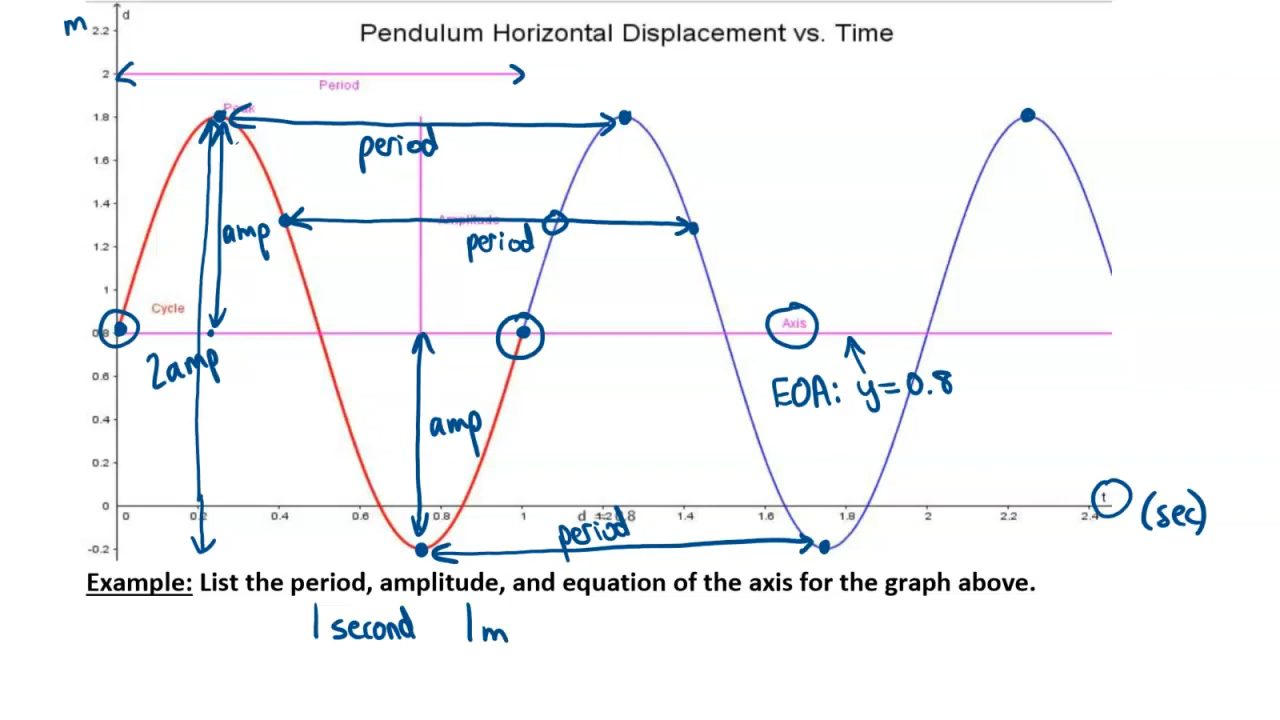 Pendulum Horizontal Displacement vs. Time
m
d
2.2
2
Period
Peak
1.8
period
1.6
1.4
Amplitude
amp
period
1.2
1
Cycle
0.8
Axis
2amp
EOA: y=0.8
0.6
0.4
amp
0.2
0
t
(sec)
0 0.2 0.4 0.6 0.8 1 1.2 1.4 1.6 1.8 2 2.2 2.4
period
-0.2
Example: List the period, amplitude, and equation of the axis for the graph above.
1 second 1m